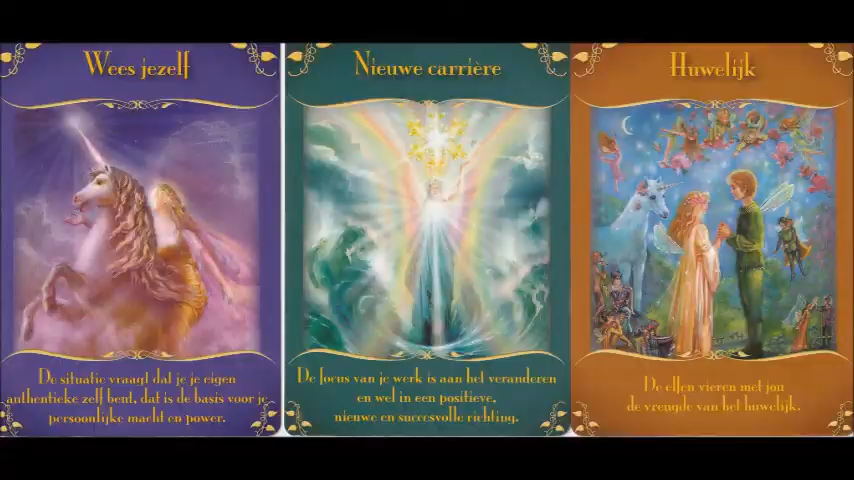 Wees jezelf
De situatie vraagt dat je je eigen
authentieke zelf bent, dat is de basis voor je
persoonlijke macht en power.
Nieuwe carrière
De focus van je werk is aan het veranderen
en wel in een positieve,
nieuwe en succesvolle richting.
Huwelijk
De elfen vieren met jou
de vreugde van het huwelijk.